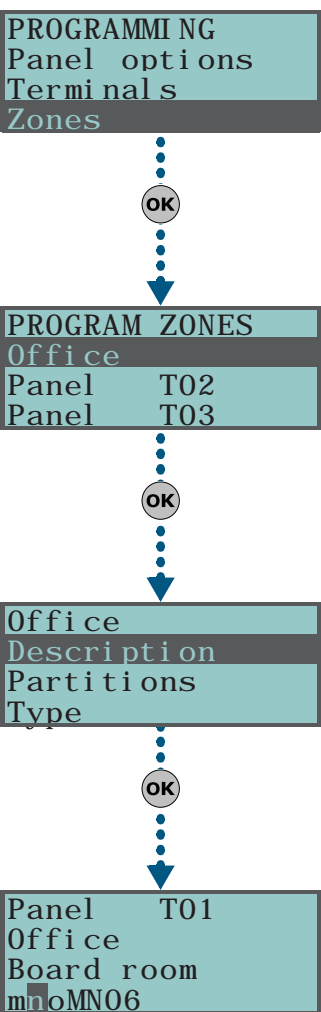 PROGRAMMING
Panel options
Terminals
Zones
OK
PROGRAM ZONES
Office
Panel T02
Panel T03
OK
Office
Description
Partitions
Type
OK
Panel T01
Office
Board room
mnoMNO6